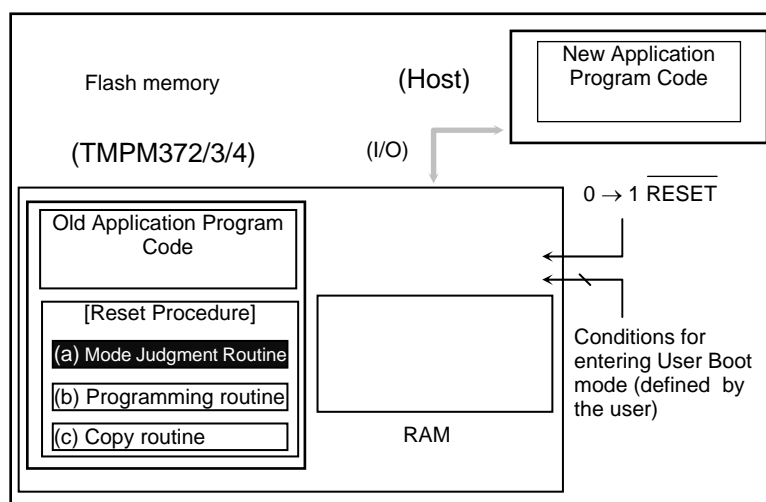 New Application
Program Code
Flash memory
(Host)
(TMPM372/3/4)
(I/O)
0 → 1 RESET
Old Application Program
Code
[Reset Procedure]
(a) Mode Judgment Routine
(b) Programming routine
(c) Copy routine
RAM
Conditions for
entering User Boot
mode (defined by
the user)